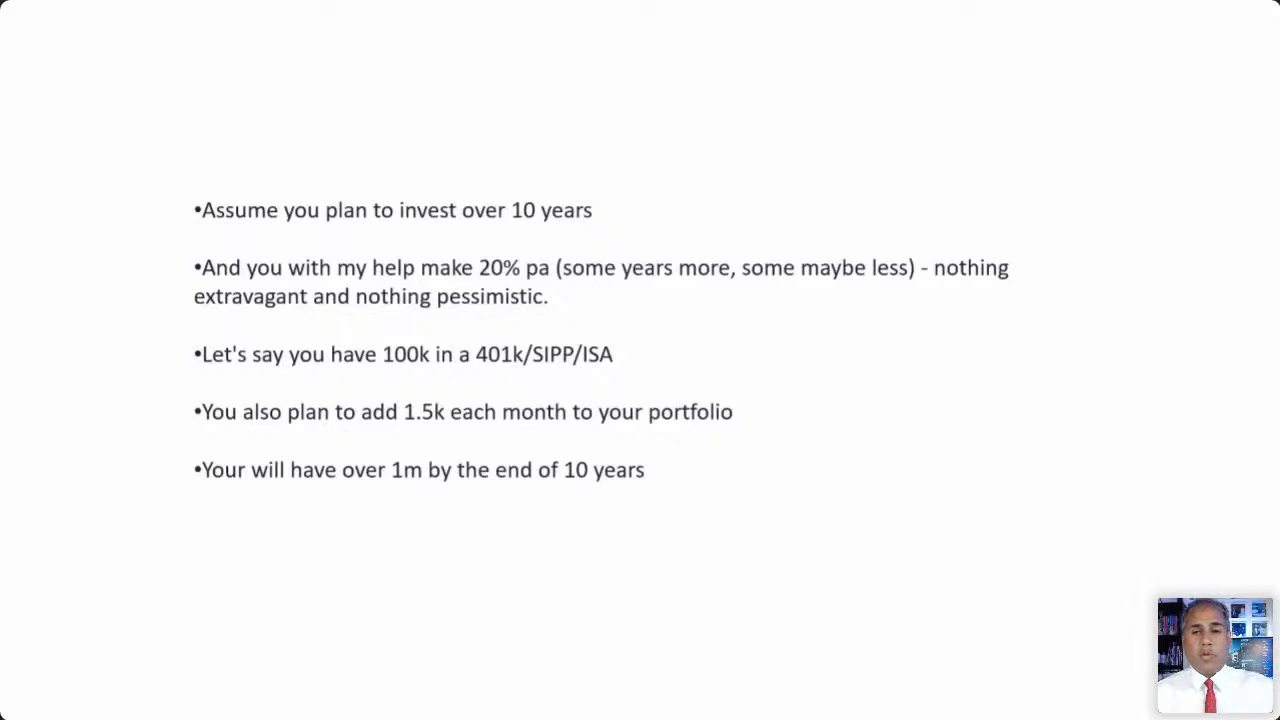 •Assume you plan to invest over 10 years
•And you with my help make 20% pa (some years more, some maybe less) - nothing
extravagant and nothing pessimistic.
•Let's say you have 100k in a 401k/SIPP/ISA
•You also plan to add 1.5k each month to your portfolio
•Your will have over 1m by the end of 10 years